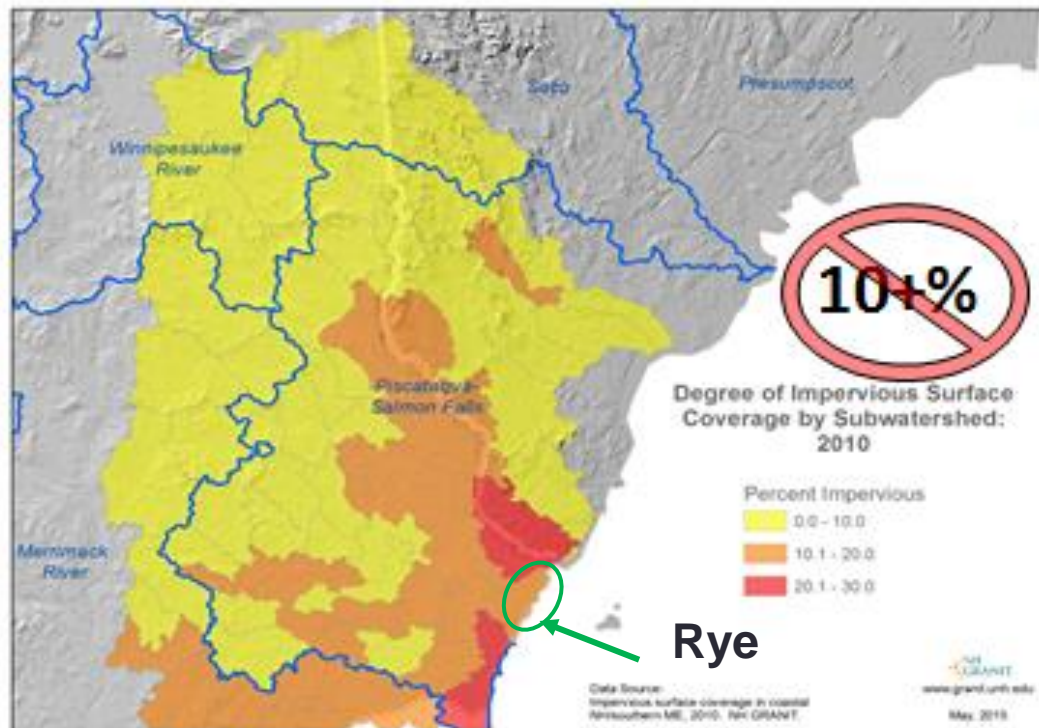 Saco
Presumpscot
Winnipesaukee
River
10+%
Degree of Impervious Surface
Coverage by Subwatershed:
2010
Piscataqua-
Salmon Falls
Percent Impervious
0.0 - 10.0
10.1 - 20.0
20.1 - 30.0
Merrimack
River
Rye
Data Source:
Impervious surface coverage in coastal
NH/southern ME, 2010. NH GRANIT.
NH
GRANIT
www.granit.unh.edu
May, 2015